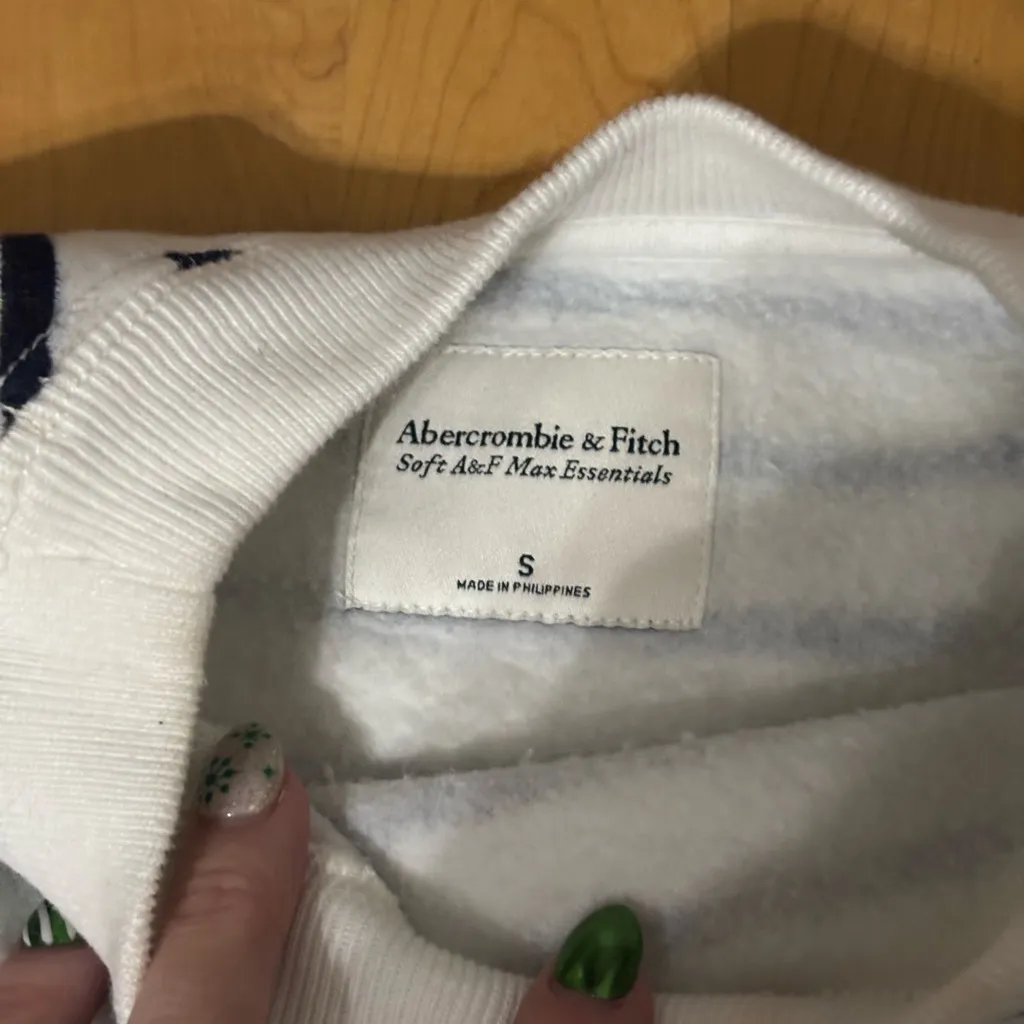 Abercrombie & Fitch
Soft A&F Max Essentials
S
MADE IN PHILIPPINES